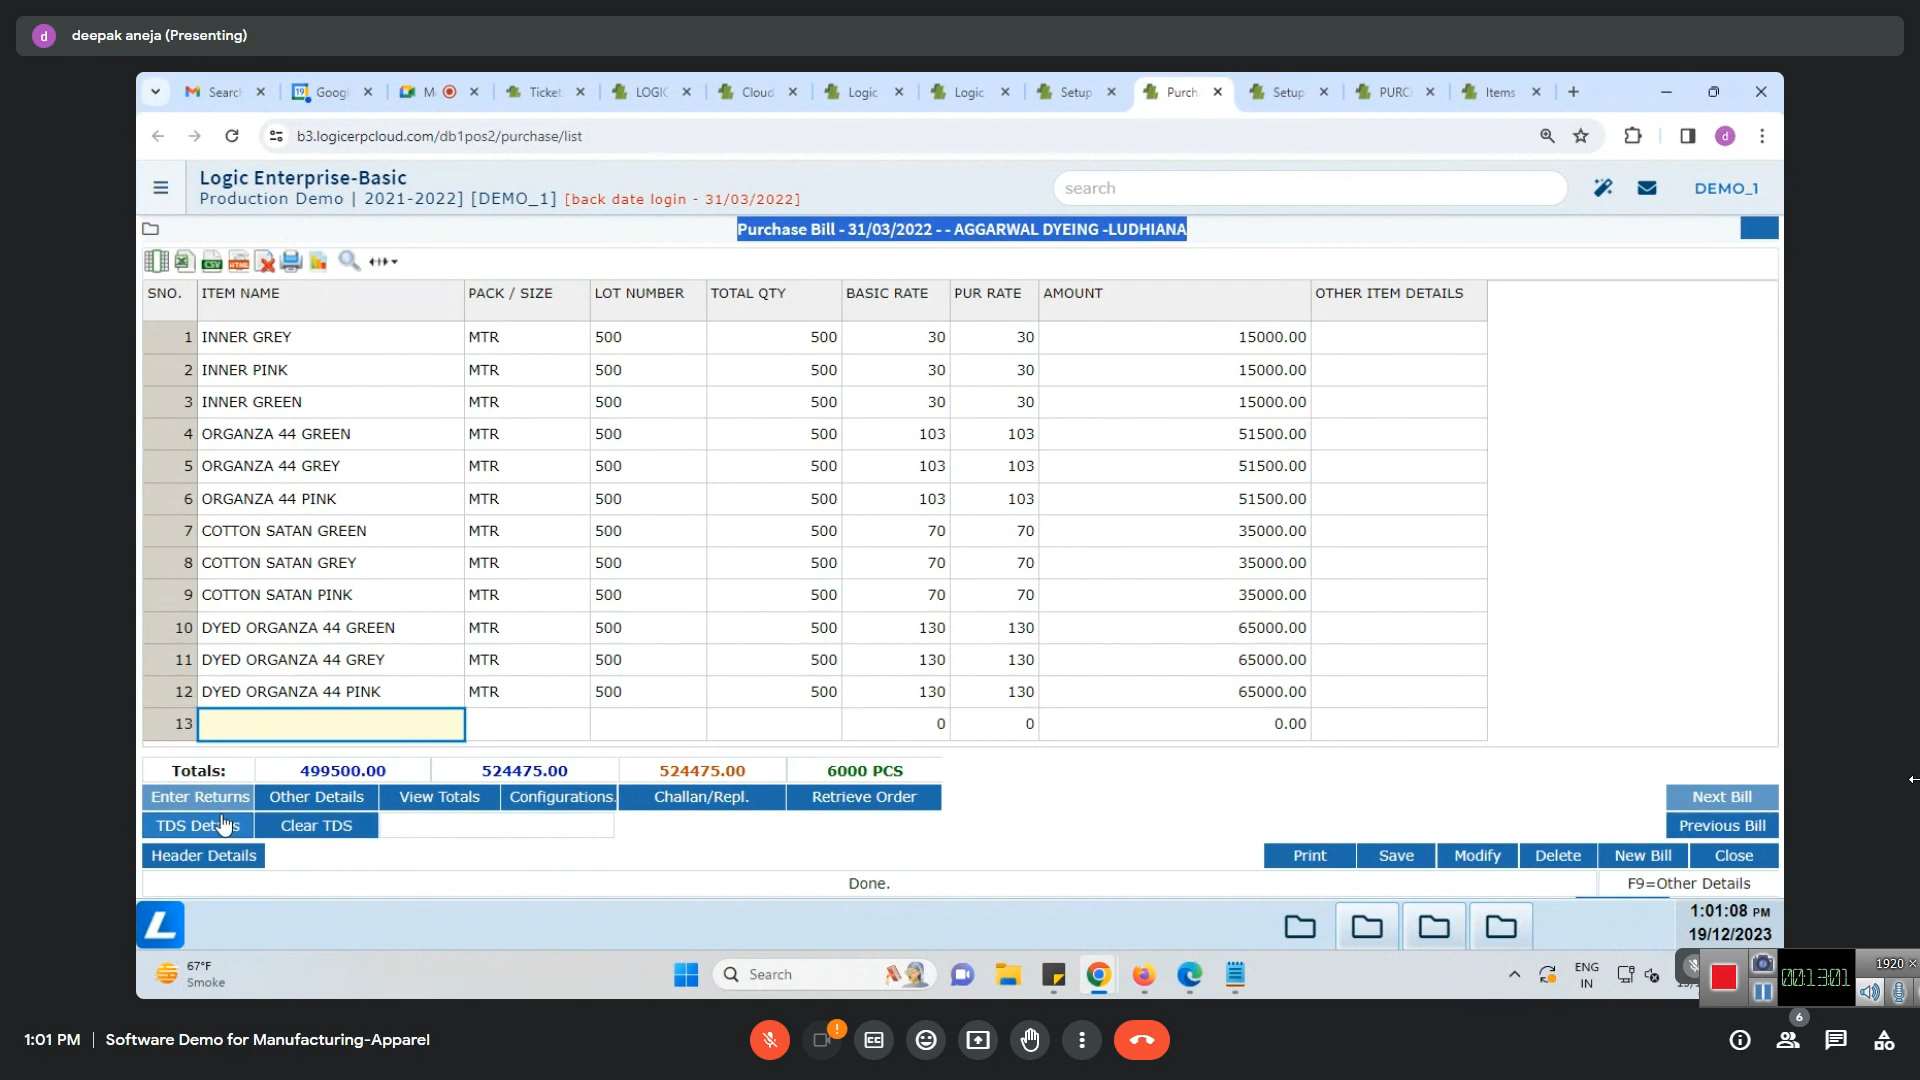 d deepak aneja (Presenting)
Search Goog M Ticket LOGIC Cloud Logic Logic Setup Purch Setup PURC Items
b3.logicerpcloud.com/db1pos2/purchase/list
Logic Enterprise-Basic
Production Demo | 2021-2022] [DEMO_1] [back date login - 31/03/2022]
search
DEMO_1
Purchase Bill - 31/03/2022 - - AGGARWAL DYEING -LUDHIANA
SNO. ITEM NAME PACK / SIZE LOT NUMBER TOTAL QTY BASIC RATE PUR RATE AMOUNT OTHER ITEM DETAILS
1 INNER GREY MTR 500 500 30 30 15000.00
2 INNER PINK MTR 500 500 30 30 15000.00
3 INNER GREEN MTR 500 500 30 30 15000.00
4 ORGANZA 44 GREEN MTR 500 500 103 103 51500.00
5 ORGANZA 44 GREY MTR 500 500 103 103 51500.00
6 ORGANZA 44 PINK MTR 500 500 103 103 51500.00
7 COTTON SATAN GREEN MTR 500 500 70 70 35000.00
8 COTTON SATAN GREY MTR 500 500 70 70 35000.00
9 COTTON SATAN PINK MTR 500 500 70 70 35000.00
10 DYED ORGANZA 44 GREEN MTR 500 500 130 130 65000.00
11 DYED ORGANZA 44 GREY MTR 500 500 130 130 65000.00
12 DYED ORGANZA 44 PINK MTR 500 500 130 130 65000.00
13 0 0 0.00
Totals: 499500.00 524475.00 524475.00 6000 PCS
Enter Returns Other Details View Totals Configurations. Challan/Repl. Retrieve Order Next Bill
TDS Details Clear TDS Previous Bill
Header Details Print Save Modify Delete New Bill Close
Done. F9=Other Details
1:01:08 PM
19/12/2023
67°F
Smoke
Search
ENG
IN
1920
00:13:01
6
1:01 PM | Software Demo for Manufacturing-Apparel